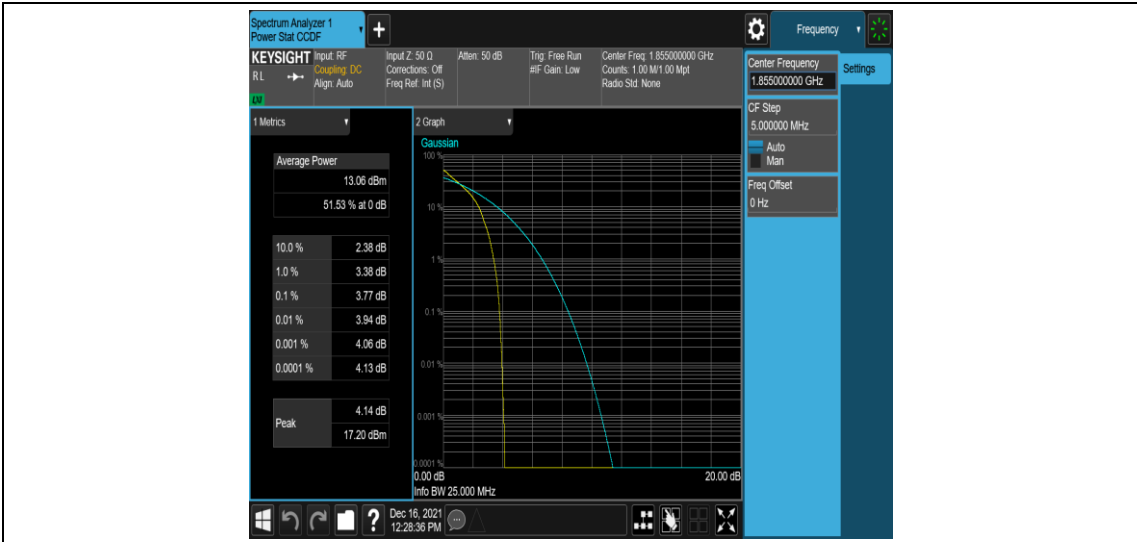 Spectrum Analyzer 1
Power Stat CCDF
+
Frequency
KEYSIGHT
R L
LXI
Input: RF
Coupling: DC
Align: Auto
Input Z: 50 Ω
Corrections: Off
Freq Ref: Int (S)
Atten: 50 dB
Trig: Free Run
#IF Gain: Low
Center Freq: 1.855000000 GHz
Counts: 1.00 M/1.00 Mpt
Radio Std: None
Center Frequency
1.855000000 GHz
Settings
CF Step
5.000000 MHz
Auto
Man
Freq Offset
0 Hz
1 Metrics
Average Power
13.06 dBm
51.53 % at 0 dB
10.0 % 2.38 dB
1.0 % 3.38 dB
0.1 % 3.77 dB
0.01 % 3.94 dB
0.001 % 4.06 dB
0.0001 % 4.13 dB
Peak
4.14 dB
17.20 dBm
2 Graph
Gaussian
100 %
10 %
1 %
0.1 %
0.01 %
0.001 %
0.0001 %
0.00 dB 20.00 dB
Info BW 25.000 MHz
?
Dec 16, 2021
12:28:36 PM